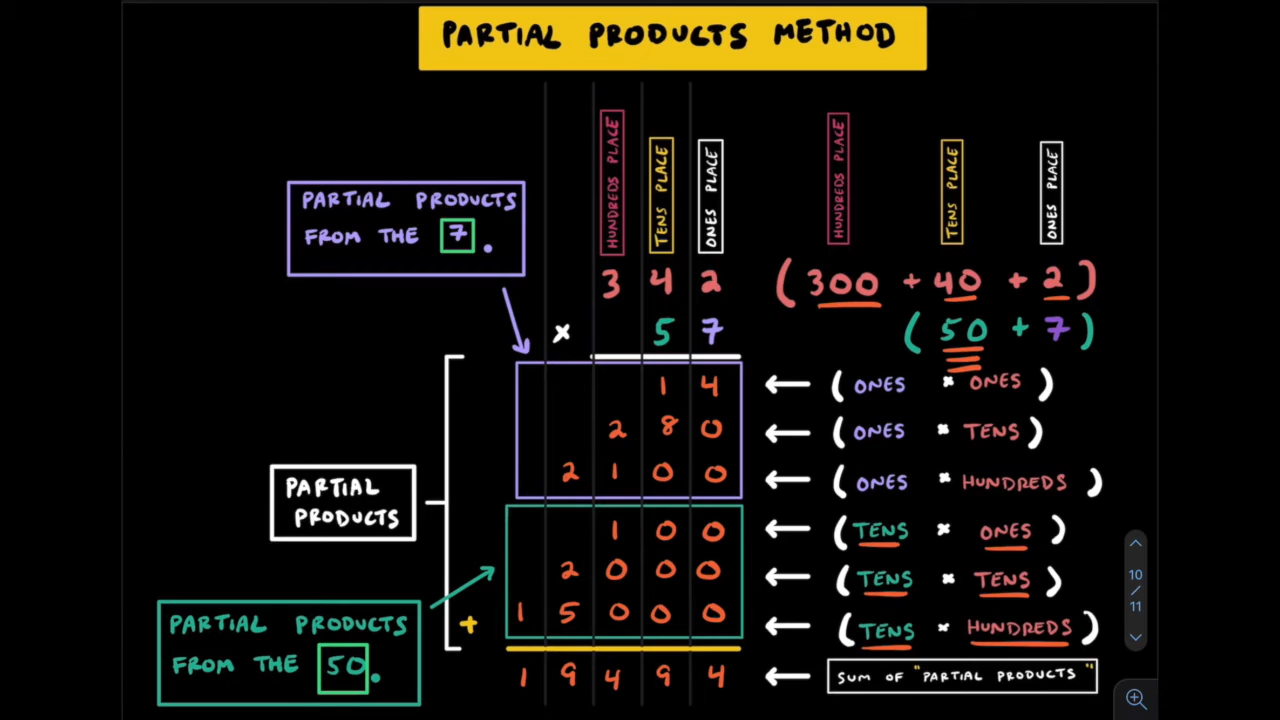 PARTIAL PRODUCTS METHOD
HUNDREDS PLACE
TENS PLACE
ONES PLACE
HUNDREDS PLACE
TENS PLACE
ONES PLACE
PARTIAL PRODUCTS
FROM THE 7.
3 4 2
(300 + 40 + 2)
x 5 7
(50 + 7)
1 4 ← (ONES × ONES)
2 8 0 ← (ONES × TENS)
2 1 0 0 ← (ONES × HUNDREDS)
PARTIAL
PRODUCTS
1 0 0 ← (TENS × ONES)
2 0 0 0 ← (TENS × TENS)
+ 1 5 0 0 0 ← (TENS × HUNDREDS)
PARTIAL PRODUCTS
FROM THE 50.
1 9 4 9 4 ← SUM OF "PARTIAL PRODUCTS"
10
/
11